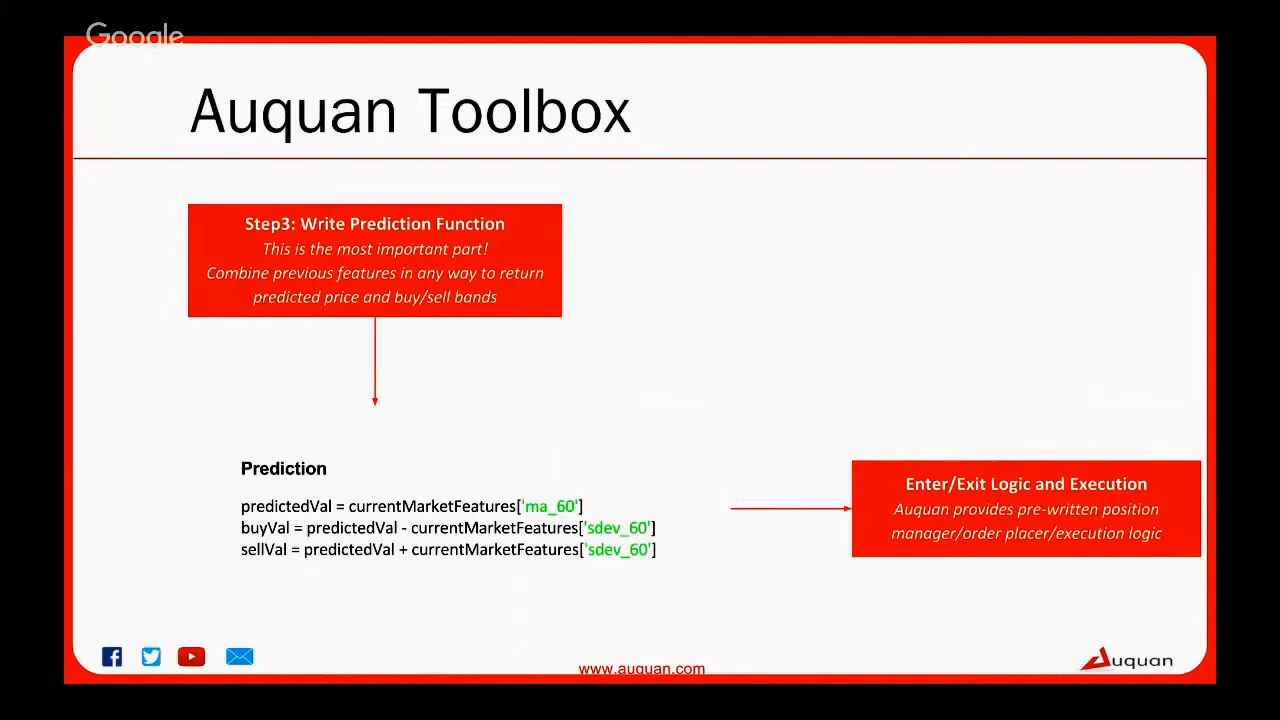 Google
Auquan Toolbox
Step3: Write Prediction Function
This is the most important part!
Combine previous features in any way to return
predicted price and buy/sell bands
Prediction
predictedVal = currentMarketFeatures['ma_60']
buyVal = predictedVal - currentMarketFeatures['sdev_60']
sellVal = predictedVal + currentMarketFeatures['sdev_60']
Enter/Exit Logic and Execution
Auquan provides pre-written position
manager/order placer/execution logic
www.auquan.com
Auquan